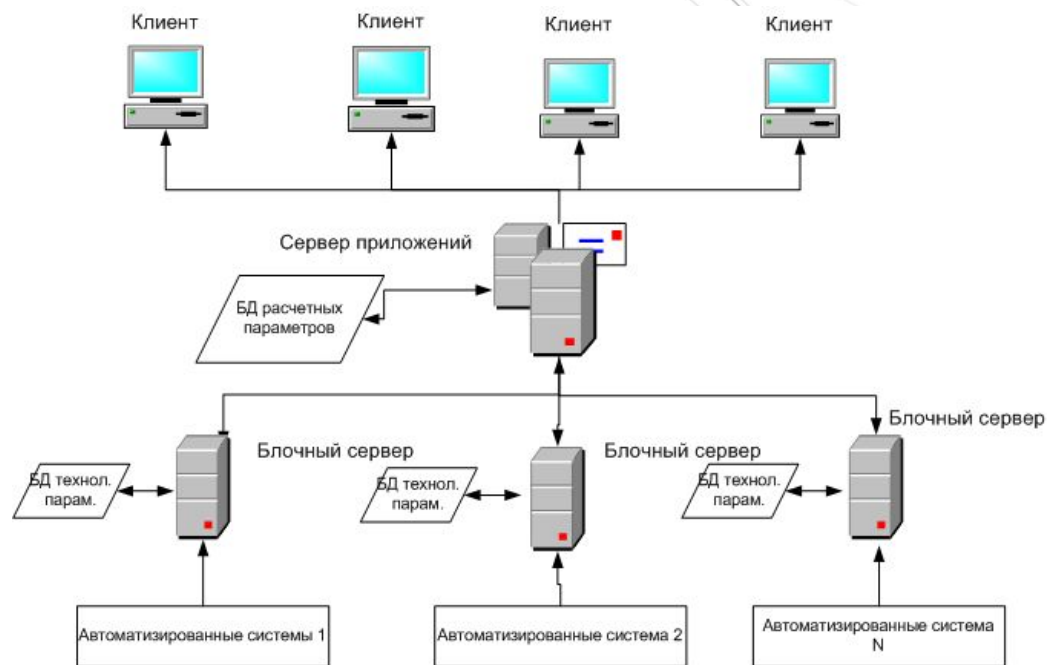 Клиент
Клиент
Клиент
Клиент
Сервер приложений
БД расчетных
параметров
Блочный сервер
Блочный сервер
Блочный сервер
БД технол.
парам.
БД технол.
парам.
БД технол.
парам.
Автоматизированные системы 1
Автоматизированные система 2
Автоматизированные система
N